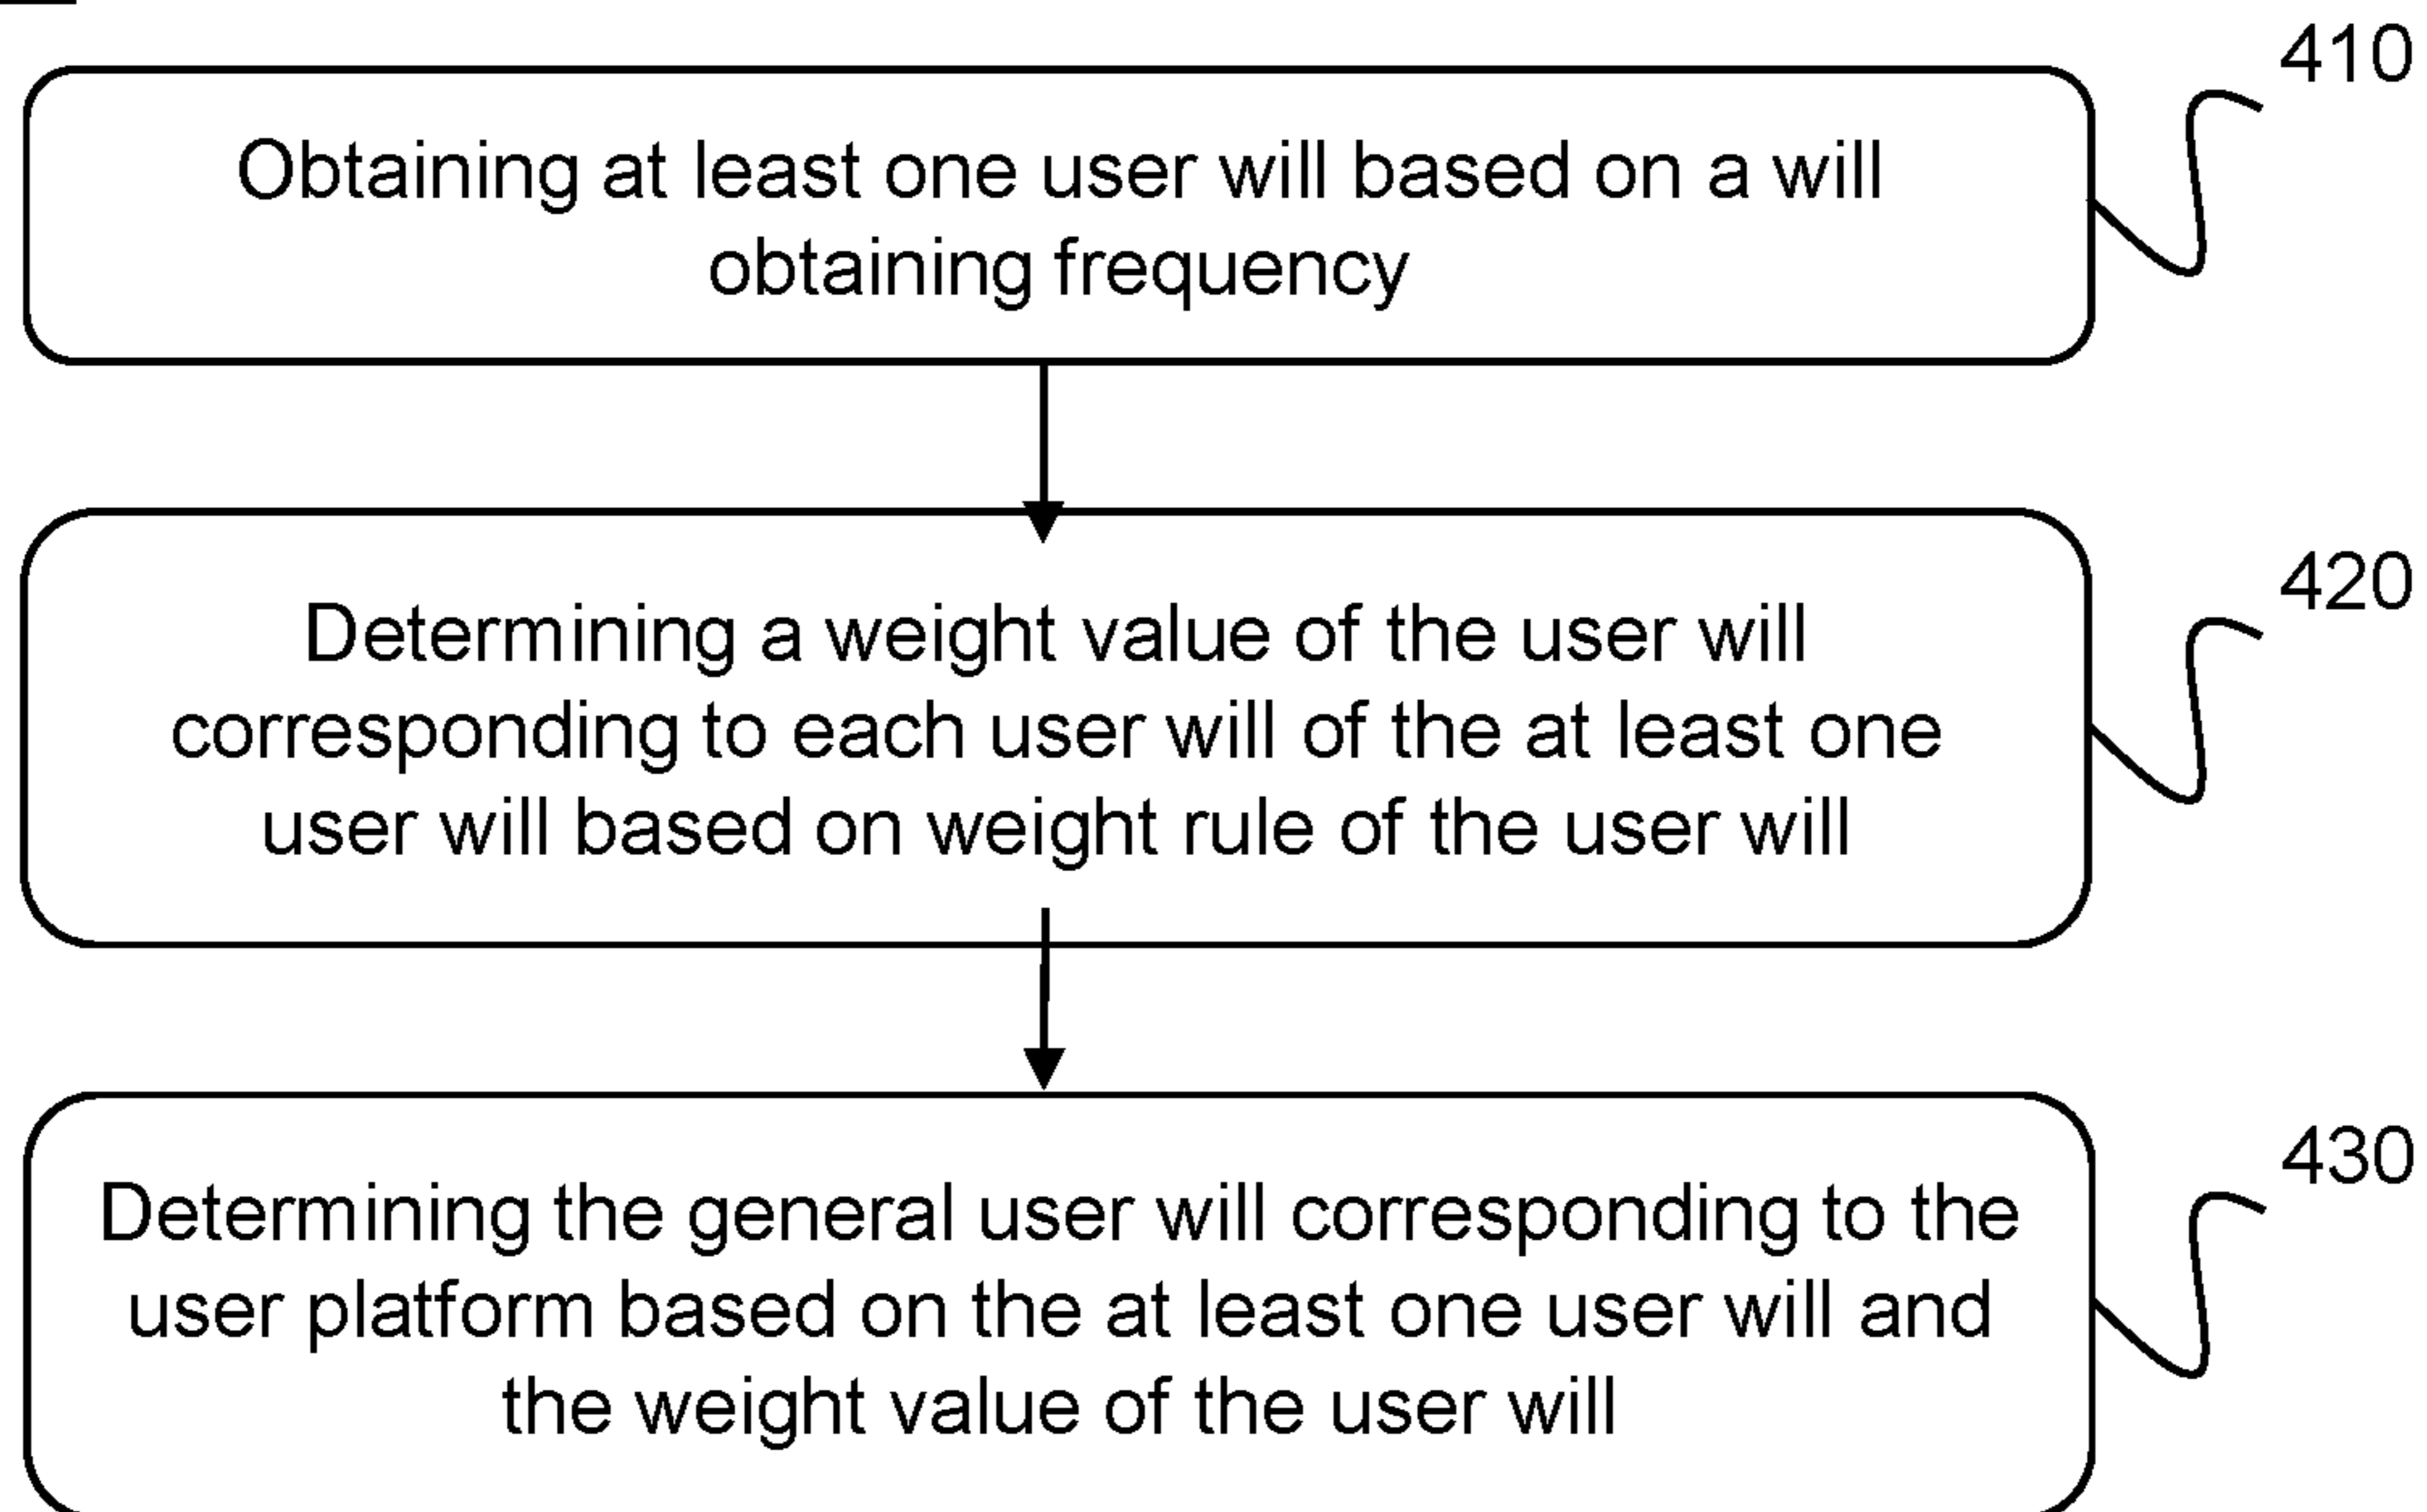 410
Obtaining at least one user will based on a will
obtaining frequency
420
Determining a weight value of the user will
corresponding to each user will of the at least one
user will based on weight rule of the user will
430
Determining the general user will corresponding to the
user platform based on the at least one user will and
the weight value of the user will